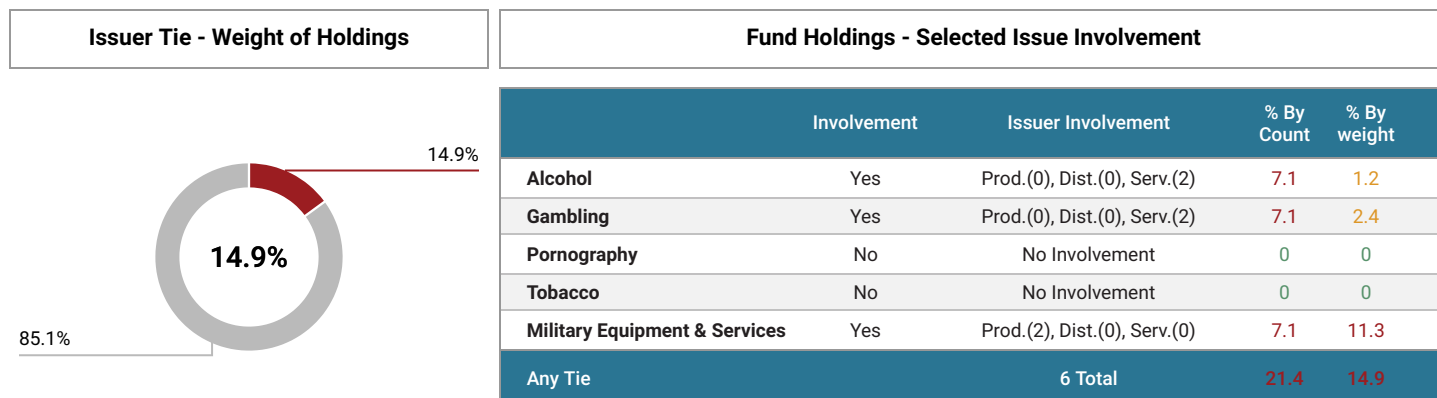 Issuer Tie - Weight of Holdings
Fund Holdings - Selected Issue Involvement
14.9%
14.9%
85.1%
Involvement Issuer Involvement % By Count % By weight
Alcohol Yes Prod.(0), Dist.(0), Serv.(2) 7.1 1.2
Gambling Yes Prod.(0), Dist.(0), Serv.(2) 7.1 2.4
Pornography No No Involvement 0 0
Tobacco No No Involvement 0 0
Military Equipment & Services Yes Prod.(2), Dist.(0), Serv.(0) 7.1 11.3
Any Tie 6 Total 21.4 14.9